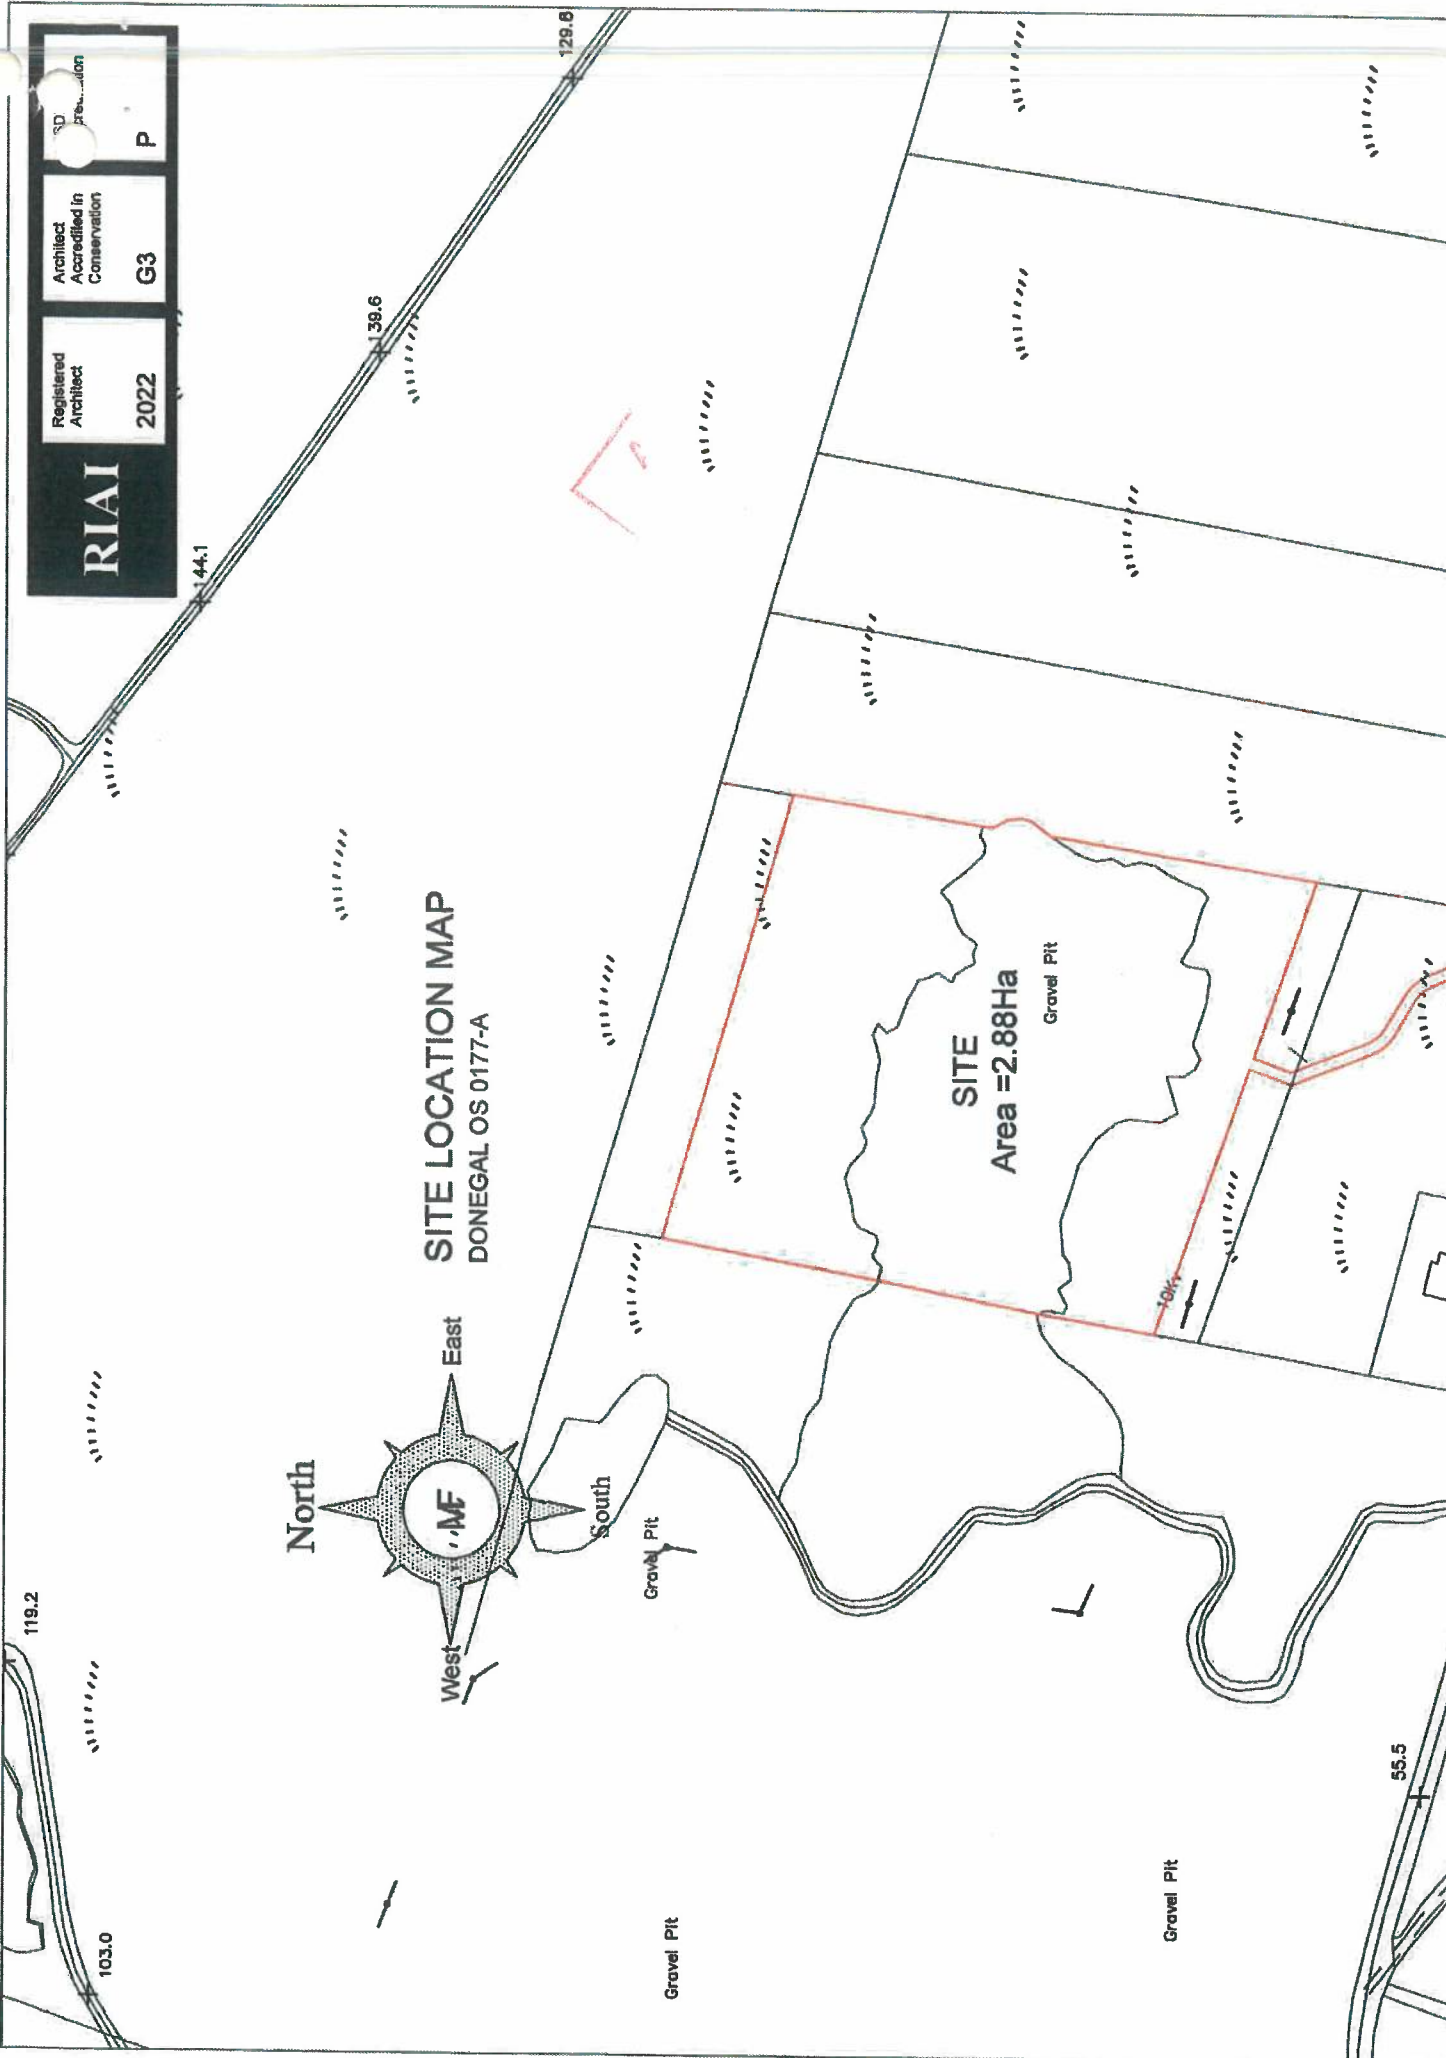 RIAI
Registered
Architect
2022
Architect
Accredited in
Conservation
G3
P
119.2
103.0
144.1
139.6
129.8
North
West
East
South
SITE LOCATION MAP
DONEGAL OS 0177-A
Gravel Pit
Gravel Pit
SITE
Area =2.88Ha
Gravel Pit
Gravel Pit
55.5